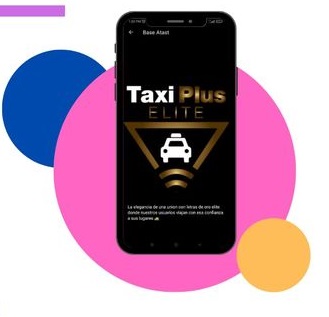 Base Atast
Taxi Plus
ELITE
La elegancia de una union con letras de oro elite
donde nuestros usuarios viajan con esa confianza
a sus lugares